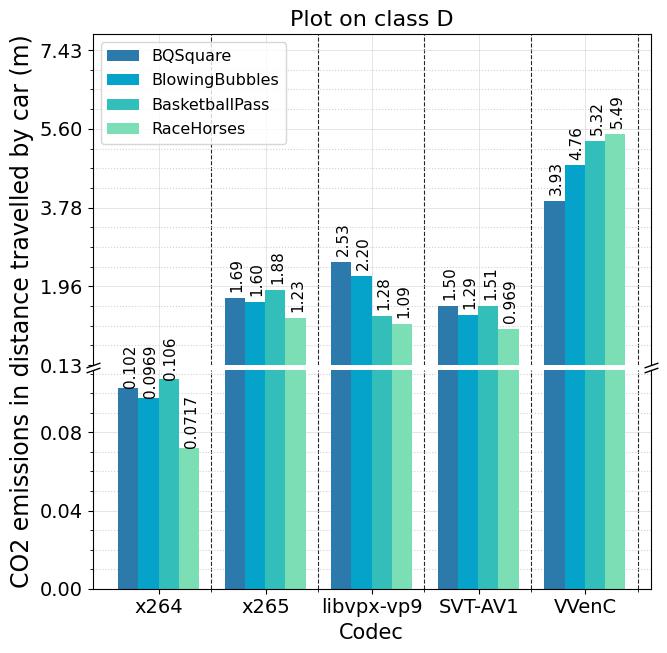 Plot on class D
CO2 emissions in distance travelled by car (m)
7.43
5.60
3.78
1.96
0.13
0.08
0.04
0.00
BQSquare
BlowingBubbles
BasketballPass
RaceHorses
0.102
0.0969
0.106
0.0717
1.69
1.60
1.88
1.23
2.53
2.20
1.28
1.09
1.50
1.29
1.51
0.969
3.93
4.76
5.32
5.49
x264
x265
libvpx-vp9
SVT-AV1
VVenC
Codec